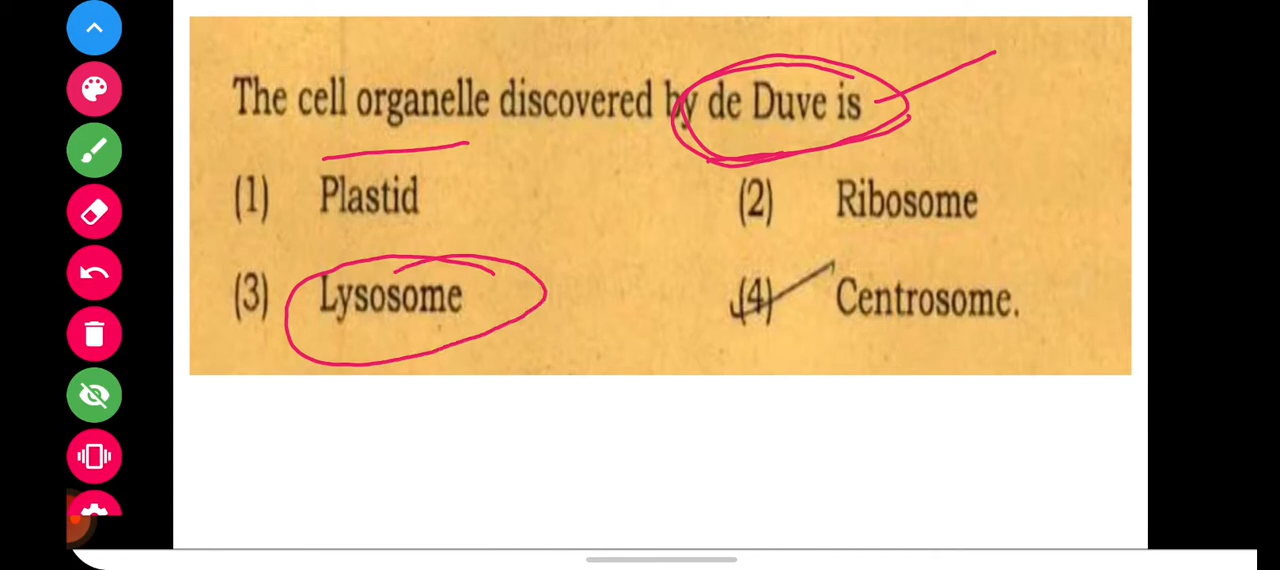 The cell organelle discovered by de Duve is
(1) Plastid (2) Ribosome
(3) Lysosome (4) Centrosome.